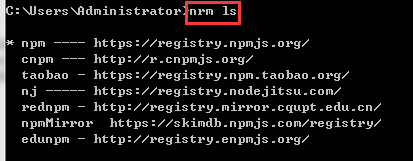 C:\Users\Administrator>nrm ls
* npm ---- https://registry.npmjs.org/
cnpm --- http://r.cnpmjs.org/
taobao - https://registry.npm.taobao.org/
nj ----- https://registry.nodejitsu.com/
rednpm - http://registry.mirror.cqupt.edu.cn/
npmMirror  https://skimdb.npmjs.com/registry/
edunpm - http://registry.enpmjs.org/